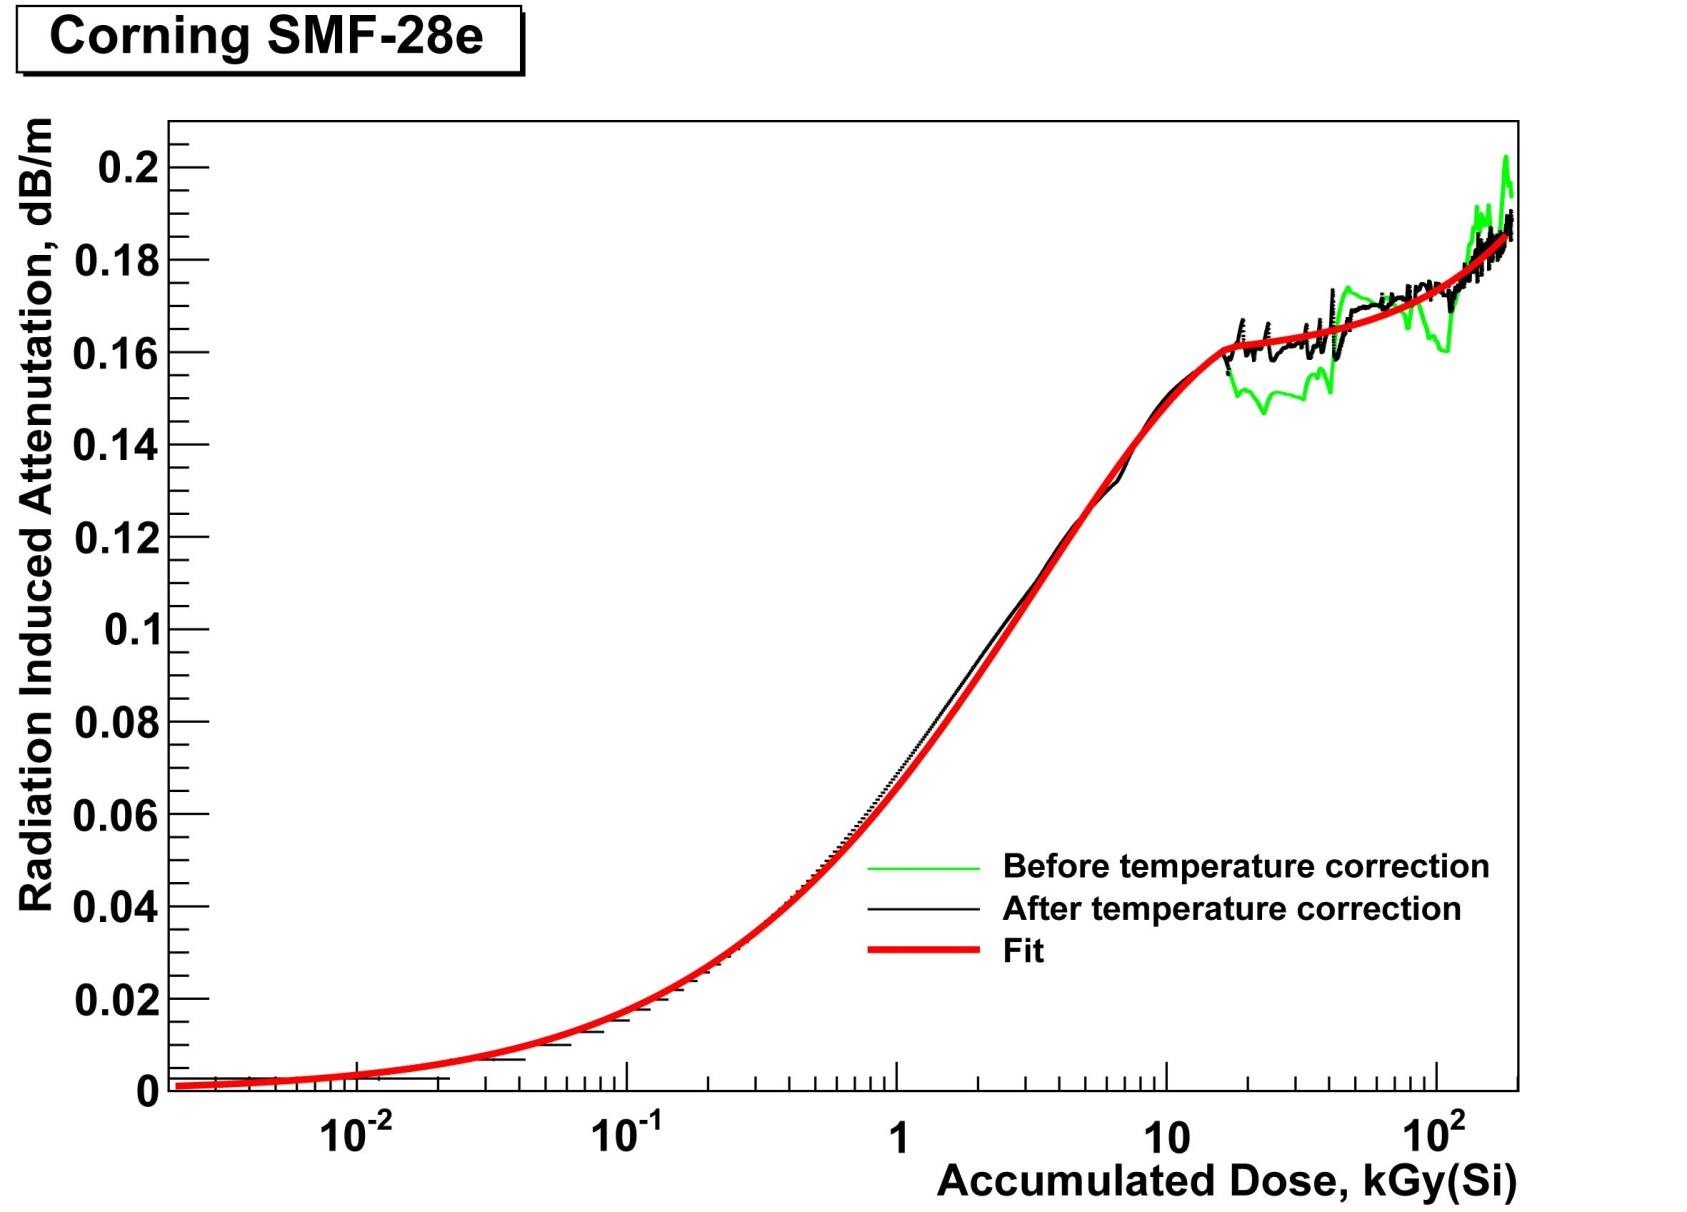 Corning SMF-28e
Radiation Induced Attenutation, dB/m
0.2
0.18
0.16
0.14
0.12
0.1
0.08
0.06
0.04
0.02
0
Before temperature correction
After temperature correction
Fit
10-2 10-1 1 10 102
Accumulated Dose, kGy(Si)